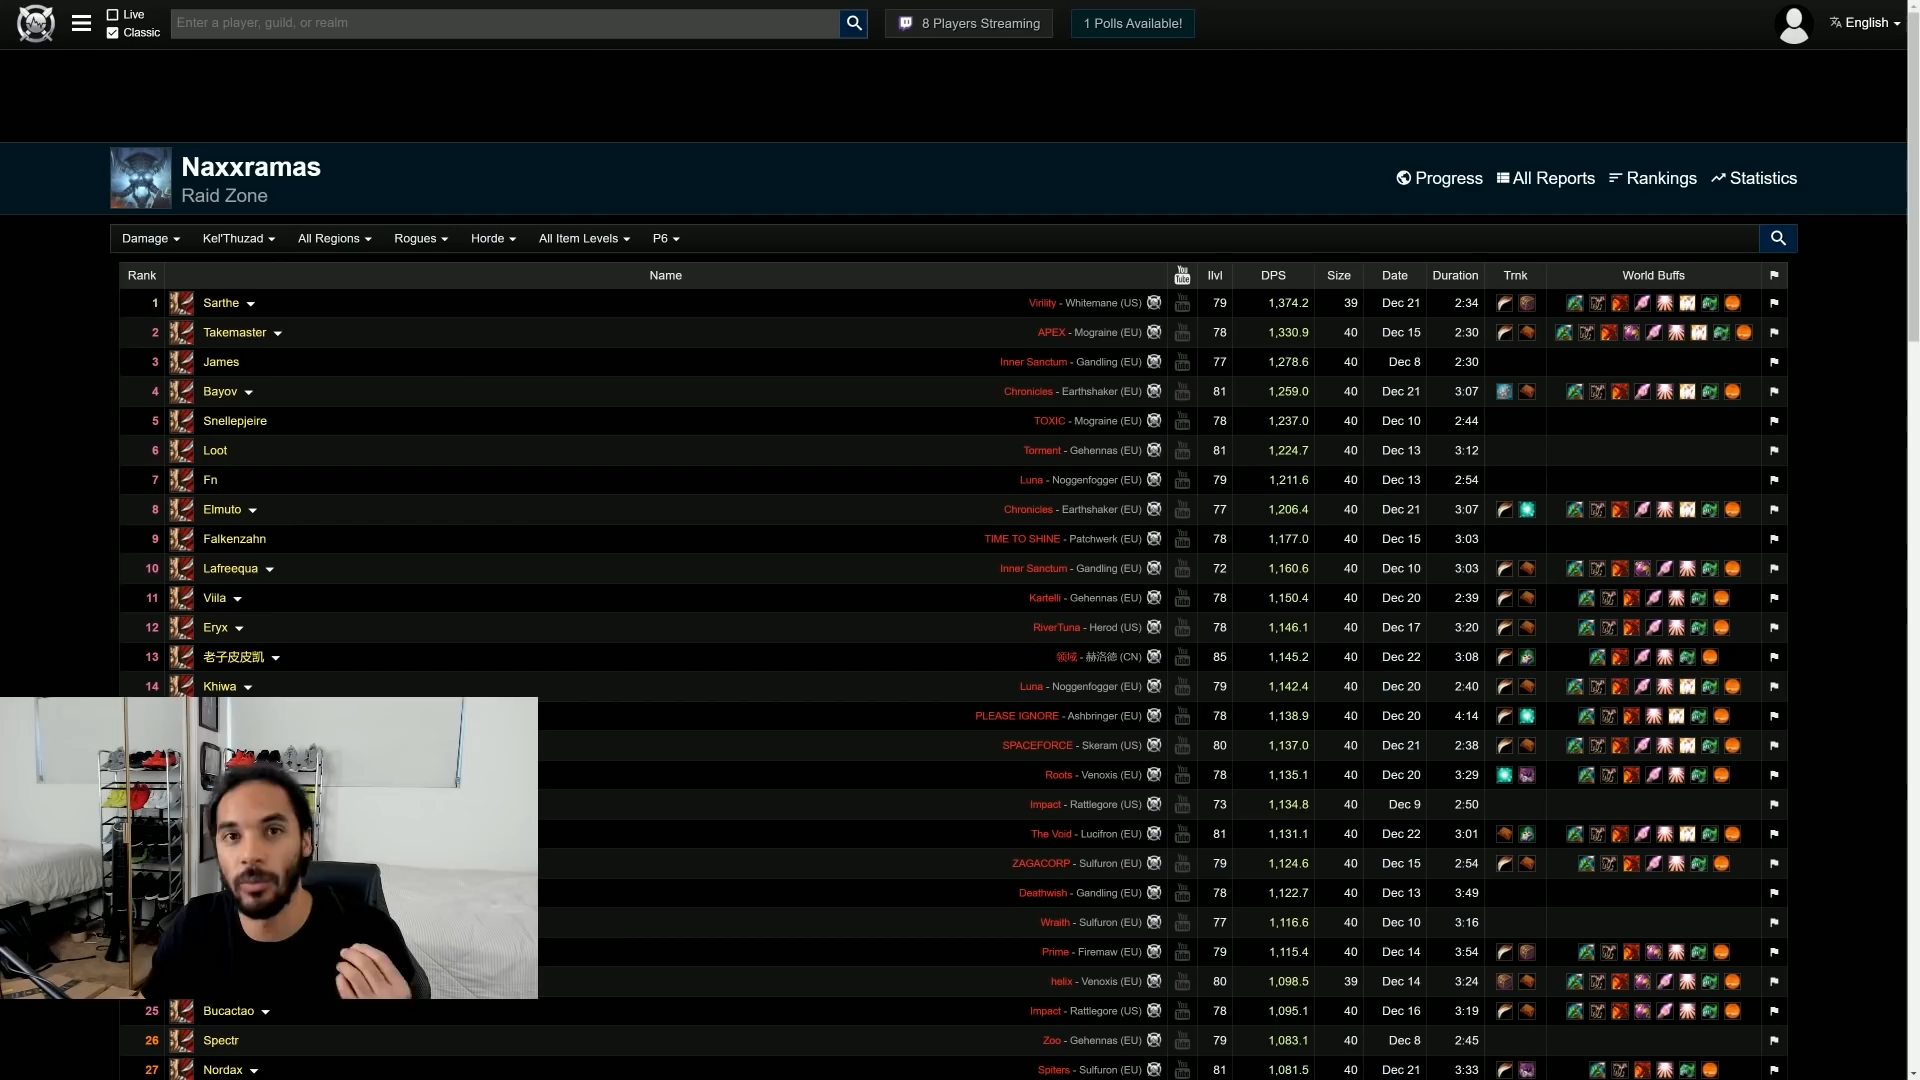 Live
Classic
Enter a player, guild, or realm
8 Players Streaming
1 Polls Available!
English
Naxxramas
Raid Zone
Progress All Reports Rankings Statistics
Damage Kel'Thuzad All Regions Rogues Horde All Item Levels P6
Rank Name You Tube Ilvl DPS Size Date Duration Trnk World Buffs
1 Sarthe Virility - Whitemane (US) 79 1,374.2 39 Dec 21 2:34
2 Takemaster APEX - Mograine (EU) 78 1,330.9 40 Dec 15 2:30
3 James Inner Sanctum - Gandling (EU) 77 1,278.6 40 Dec 8 2:30
4 Bayov Chronicles - Earthshaker (EU) 81 1,259.0 40 Dec 21 3:07
5 Snellepjeire TOXIC - Mograine (EU) 78 1,237.0 40 Dec 10 2:44
6 Loot Torment - Gehennas (EU) 81 1,224.7 40 Dec 13 3:12
7 Fn Luna - Noggenfogger (EU) 79 1,211.6 40 Dec 13 2:54
8 Elmuto Chronicles - Earthshaker (EU) 77 1,206.4 40 Dec 21 3:07
9 Falkenzahn TIME TO SHINE - Patchwerk (EU) 78 1,177.0 40 Dec 15 3:03
10 Lafreequa Inner Sanctum - Gandling (EU) 72 1,160.6 40 Dec 10 3:03
11 Viila Kartelli - Gehennas (EU) 78 1,150.4 40 Dec 20 2:39
12 Eryx RiverTuna - Herod (US) 78 1,146.1 40 Dec 17 3:20
13 老子皮皮凯 领域 - 赫洛德 (CN) 85 1,145.2 40 Dec 22 3:08
14 Khiwa Luna - Noggenfogger (EU) 79 1,142.4 40 Dec 20 2:40
PLEASE IGNORE - Ashbringer (EU) 78 1,138.9 40 Dec 20 4:14
SPACEFORCE - Skeram (US) 80 1,137.0 40 Dec 21 2:38
Roots - Venoxis (EU) 78 1,135.1 40 Dec 20 3:29
Impact - Rattlegore (US) 73 1,134.8 40 Dec 9 2:50
The Void - Lucifron (EU) 81 1,131.1 40 Dec 22 3:01
ZAGACORP - Sulfuron (EU) 79 1,124.6 40 Dec 15 2:54
Deathwish - Gandling (EU) 78 1,122.7 40 Dec 13 3:49
Wraith - Sulfuron (EU) 77 1,116.6 40 Dec 10 3:16
Prime - Firemaw (EU) 79 1,115.4 40 Dec 14 3:54
helix - Venoxis (EU) 80 1,098.5 39 Dec 14 3:24
25 Bucactao Impact - Rattlegore (US) 78 1,095.1 40 Dec 16 3:19
26 Spectr Zoo - Gehennas (EU) 79 1,083.1 40 Dec 8 2:45
27 Nordax Spiters - Sulfuron (EU) 81 1,081.5 40 Dec 21 3:33